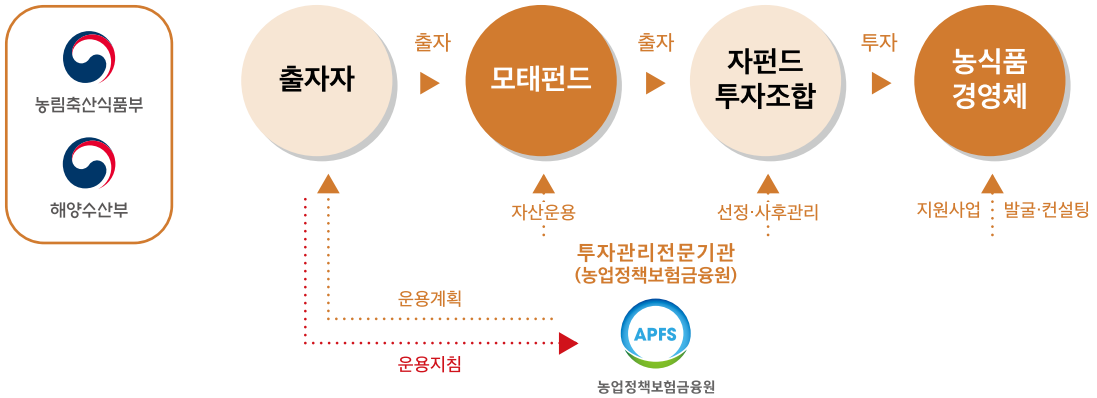 농림축산식품부
해양수산부
출자자
출자
모태펀드
출자
자펀드
투자조합
투자
농식품
경영체
자산운용
선정·사후관리
지원사업
발굴·컨설팅
투자관리전문기관
(농업정책보험금융원)
운용계획
운용지침
APFS
농업정책보험금융원